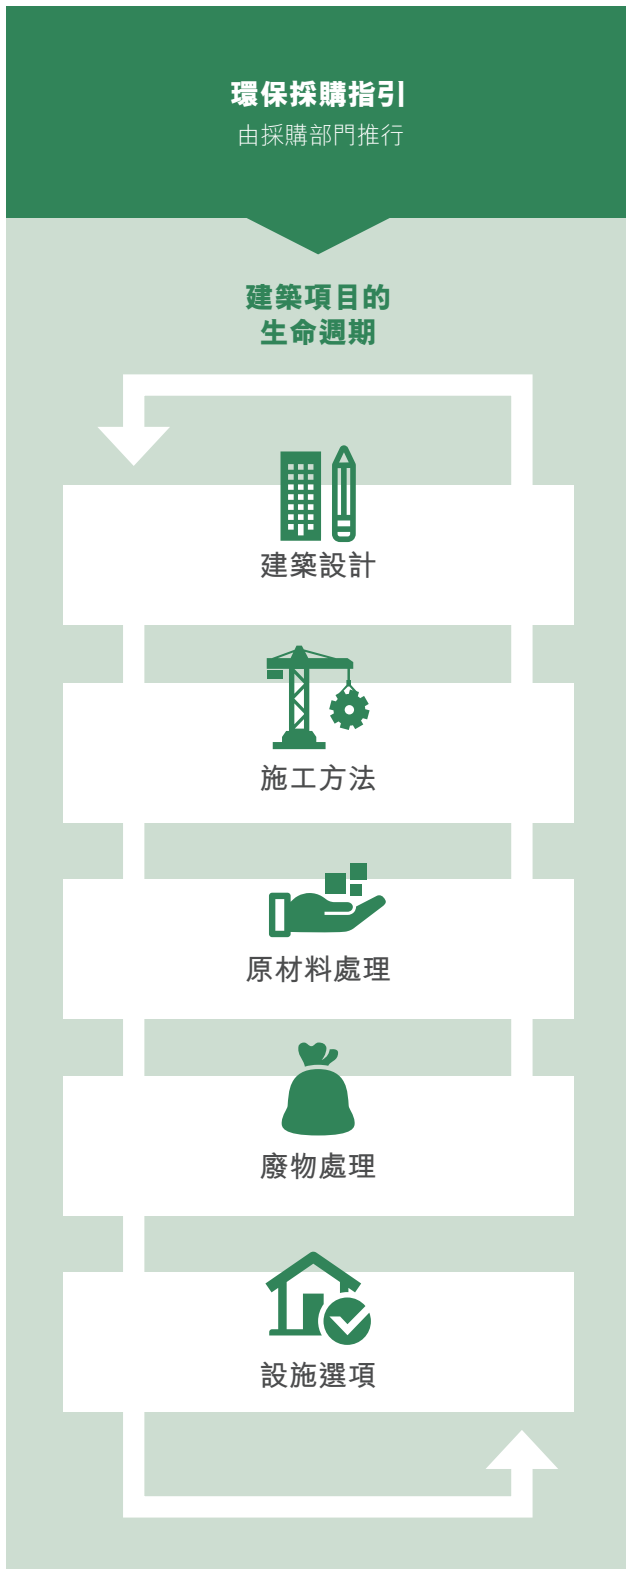 環保採購指引
由採購部門推行
建築項目的
生命週期
建築設計
施工方法
原材料處理
廢物處理
設施選項